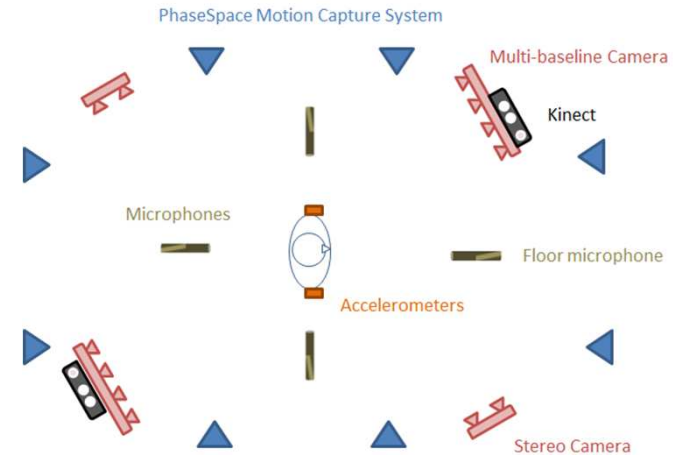 PhaseSpace Motion Capture System
Multi-baseline Camera
Kinect
Microphones
Floor microphone
Accelerometers
Stereo Camera